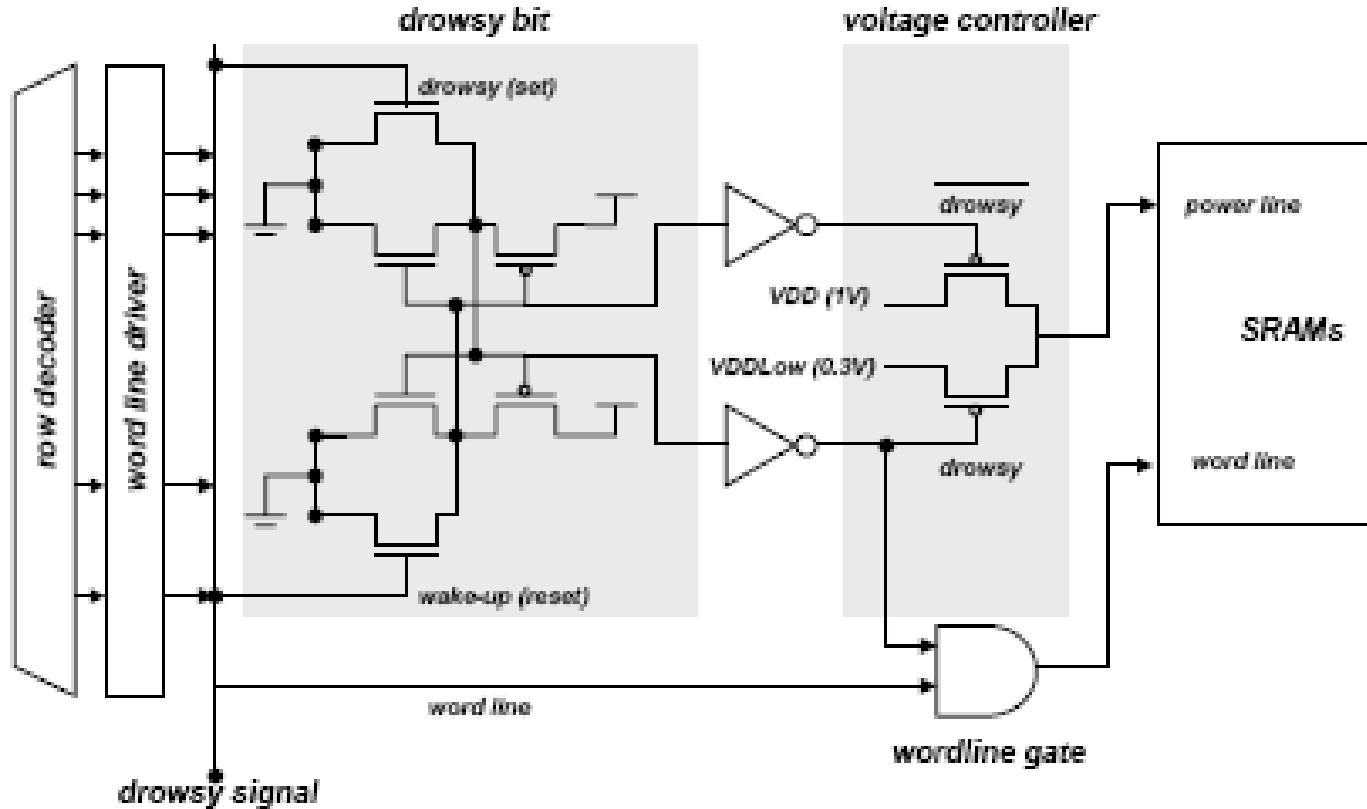 drowsy bit
voltage controller
drowsy (set)
drowsy
power line
VDD (1V)
SRAMs
VDDLow (0.3V)
row decoder
word line driver
word line
drowsy
wake-up (reset)
word line
wordline gate
drowsy signal